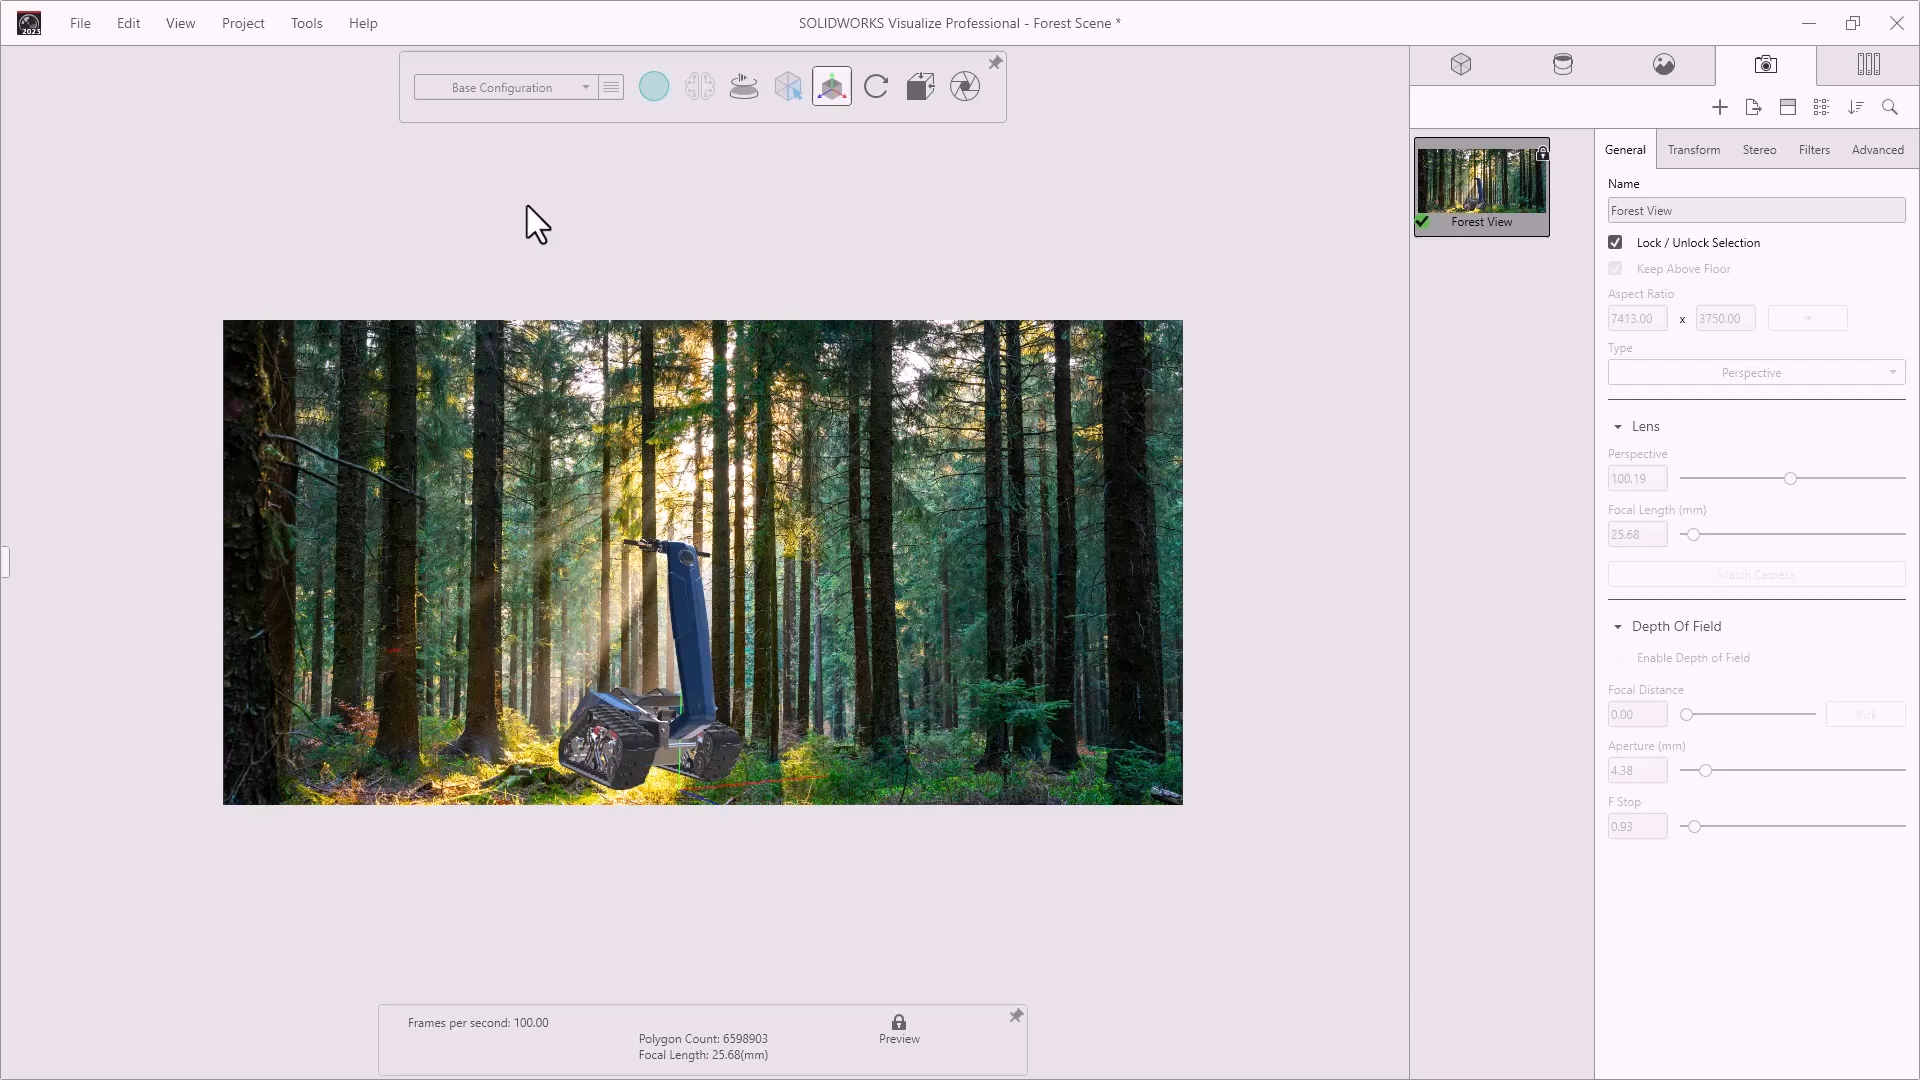 File Edit View Project Tools Help
SOLIDWORKS Visualize Professional - Forest Scene *
2023
Base Configuration
General Transform Stereo Filters Advanced
Name
Forest View
Forest View
Lock / Unlock Selection
Keep Above Floor
Aspect Ratio
7413.00 x 3750.00
Type
Perspective
Lens
Perspective
100.19
Focal Length (mm)
25.68
Match Camera
Depth Of Field
Enable Depth of Field
Focal Distance
0.00 Pick
Aperture (mm)
4.38
F Stop
0.93
Frames per second: 100.00
Polygon Count: 6598903
Focal Length: 25.68(mm)
Preview